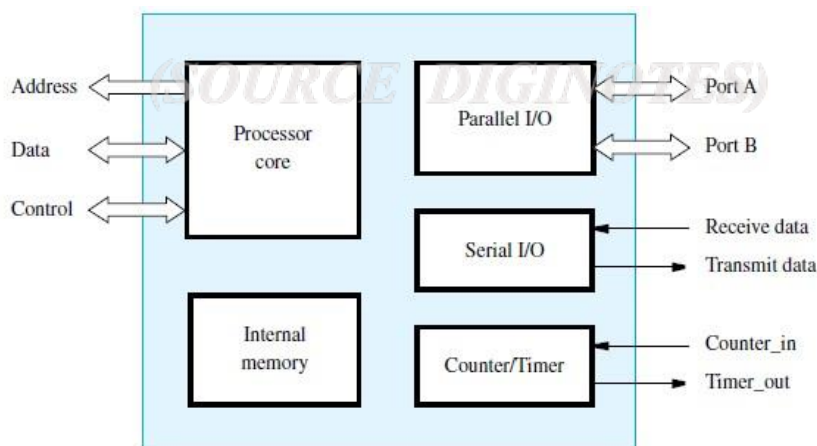 (SOURCE DIGINOTES)
Address
Data
Control
Processor
core
Internal
memory
Parallel I/O
Serial I/O
Counter/Timer
Port A
Port B
Receive data
Transmit data
Counter_in
Timer_out